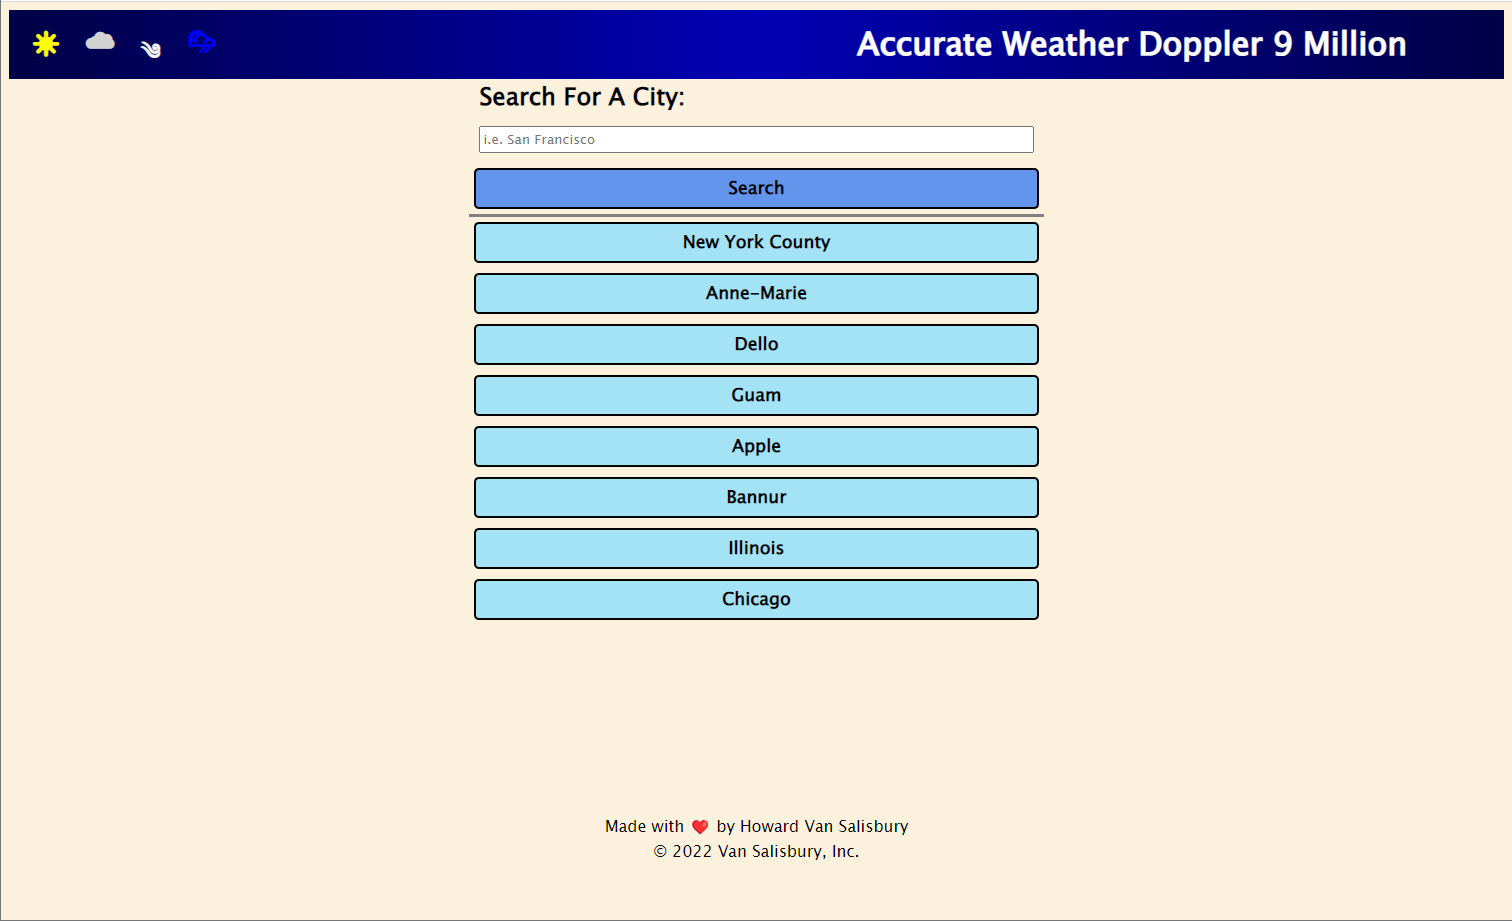 Accurate Weather Doppler 9 Million
Search For A City:
i.e. San Francisco
Search
New York County
Anne-Marie
Dello
Guam
Apple
Bannur
Illinois
Chicago
Made with ❤️ by Howard Van Salisbury
© 2022 Van Salisbury, Inc.